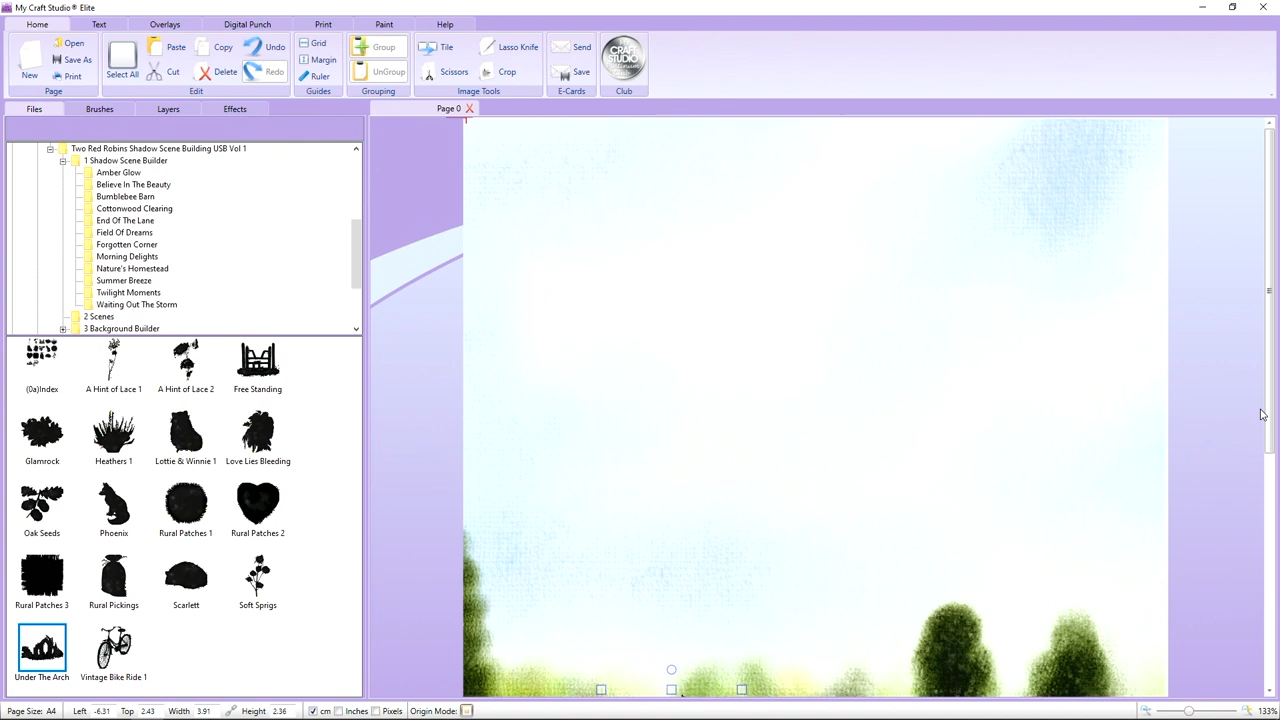 My Craft Studio® Elite
Home Text Overlays Digital Punch Print Paint Help
New Open Save As Print Page
Select All Paste Copy Undo Cut Delete Redo Edit
Grid Margin Ruler Guides
Group UnGroup Grouping
Tile Lasso Knife Scissors Crop Image Tools
Send Save E-Cards
CRAFT STUDIO Club
Files Brushes Layers Effects
Page 0
Two Red Robins Shadow Scene Building USB Vol 1
1 Shadow Scene Builder
Amber Glow
Believe In The Beauty
Bumblebee Barn
Cottonwood Clearing
End Of The Lane
Field Of Dreams
Forgotten Corner
Morning Delights
Nature's Homestead
Summer Breeze
Twilight Moments
Waiting Out The Storm
2 Scenes
3 Background Builder
(0a)Index A Hint of Lace 1 A Hint of Lace 2 Free Standing
Glamrock Heathers 1 Lottie & Winnie 1 Love Lies Bleeding
Oak Seeds Phoenix Rural Patches 1 Rural Patches 2
Rural Patches 3 Rural Pickings Scarlett Soft Sprigs
Under The Arch Vintage Bike Ride 1
Page Size: A4 Left -6.31 Top 2.43 Width 3.91 Height 2.36 cm Inches Pixels Origin Mode: 133%